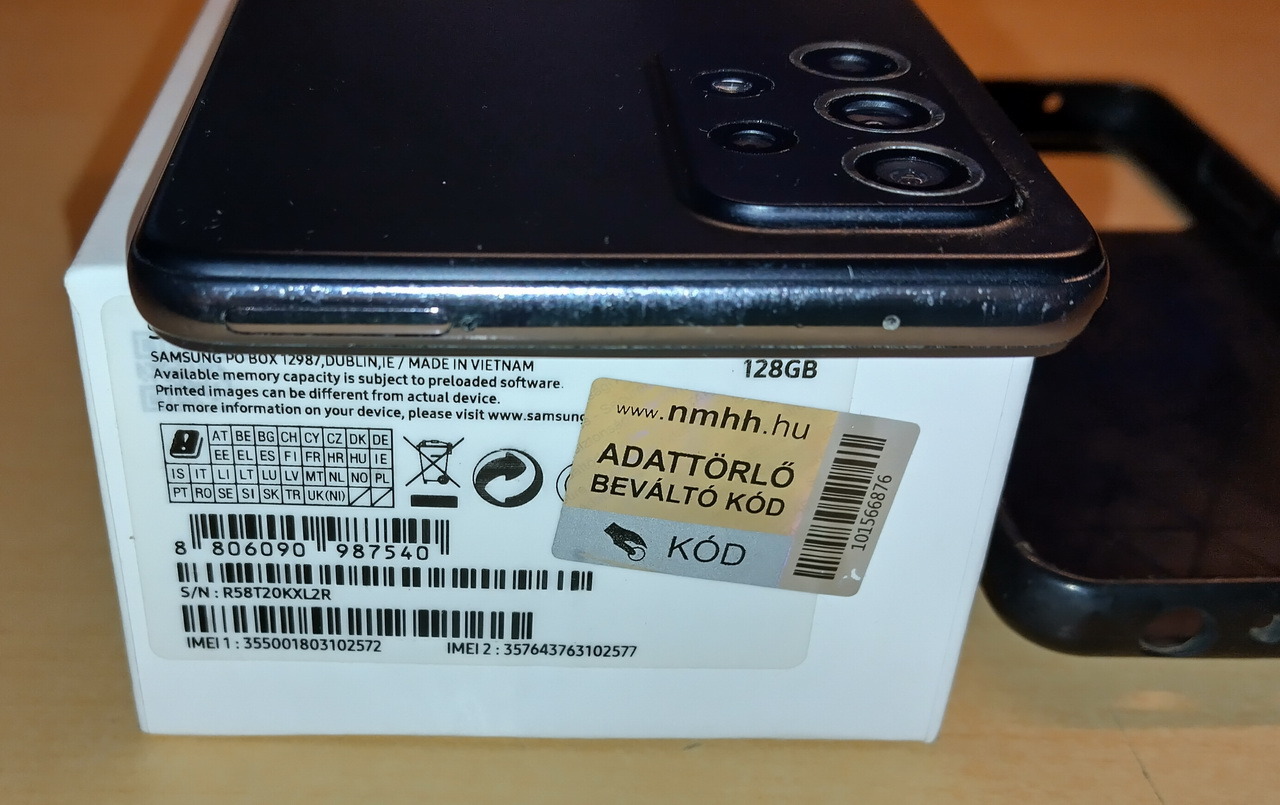 SAMSUNG PO BOX 12987,DUBLIN,IE / MADE IN VIETNAM
128GB
Available memory capacity is subject to preloaded software.
Printed images can be different from actual device.
For more information on your device, please visit www.samsung
AT BE BG CH CY CZ DK DE
EE EL ES FI FR HR HU IE
IS IT LI LT LU LV MT NL NO PL
PT RO SE SI SK TR UK(NI)
8 806090 987540
S/N : R58T20KXL2R
IMEI 1 : 355001803102572
IMEI 2 : 357643763102577
www.nmhh.hu
ADATTÖRLŐ
BEVÁLTÓ KÓD
KÓD
101566876